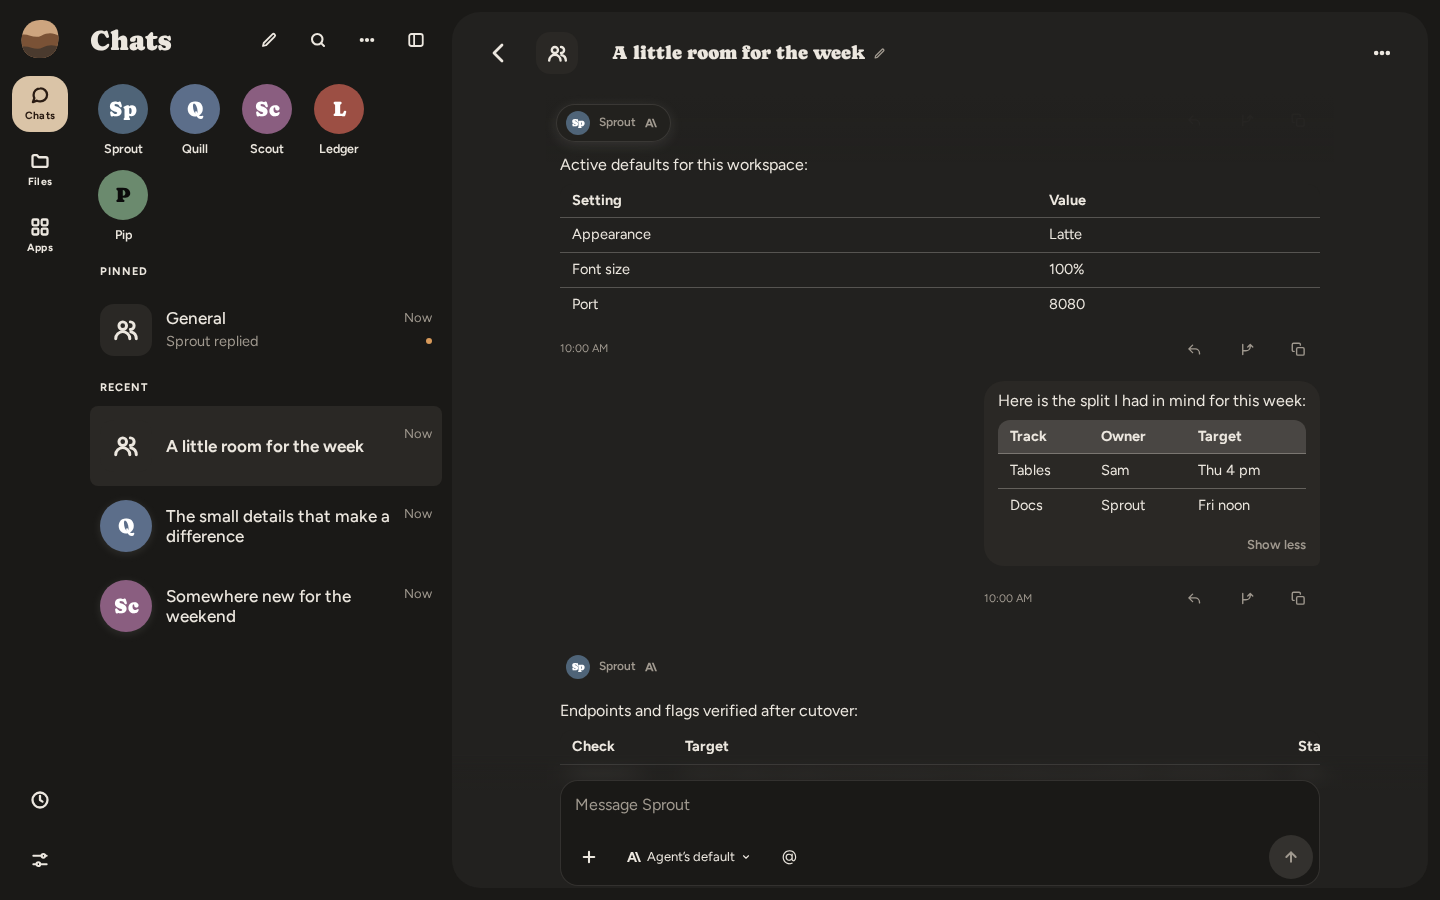 Chats
Chats
Files
Apps
Sp
Q
Sc
L
Sprout
Quill
Scout
Ledger
P
Pip
PINNED
General
Now
Sprout replied
RECENT
A little room for the week
Now
Q
The small details that make a difference
Now
Sc
Somewhere new for the weekend
Now
A little room for the week
Sp Sprout
Active defaults for this workspace:
Setting Value
Appearance Latte
Font size 100%
Port 8080
10:00 AM
Here is the split I had in mind for this week:
Track Owner Target
Tables Sam Thu 4 pm
Docs Sprout Fri noon
Show less
10:00 AM
Sp Sprout
Endpoints and flags verified after cutover:
Check Target Sta
Message Sprout
Agent's default
@